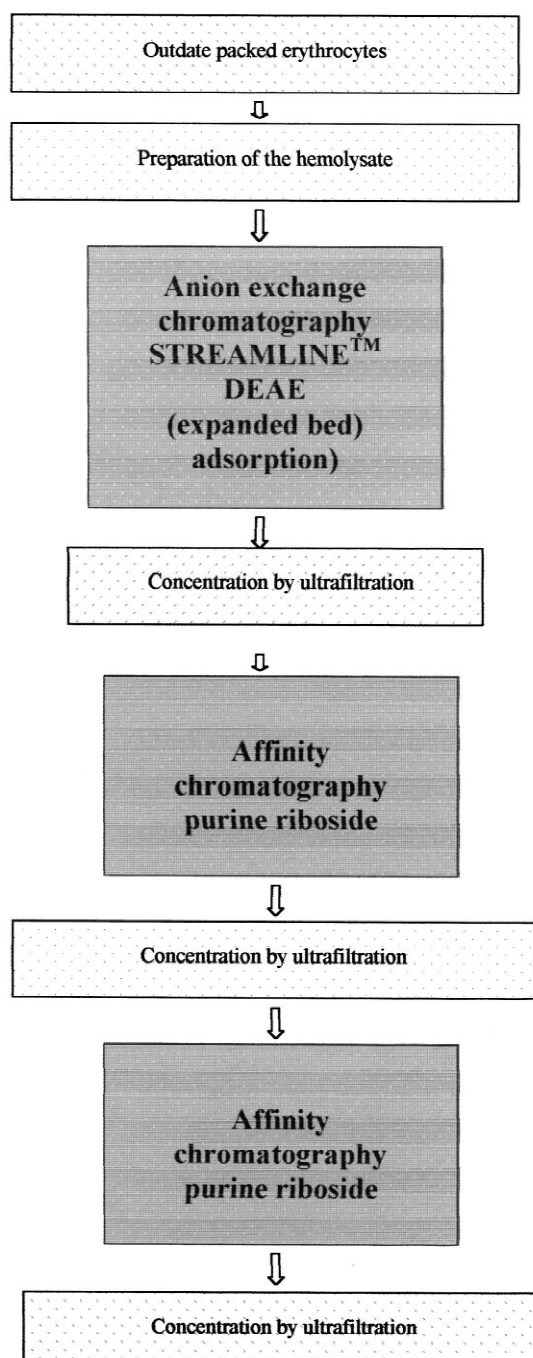 Outdate packed erythrocytes
Preparation of the hemolysate
Anion exchange
chromatography
STREAMLINE™
DEAE
(expanded bed)
adsorption)
Concentration by ultrafiltration
Affinity
chromatography
purine riboside
Concentration by ultrafiltration
Affinity
chromatography
purine riboside
Concentration by ultrafiltration